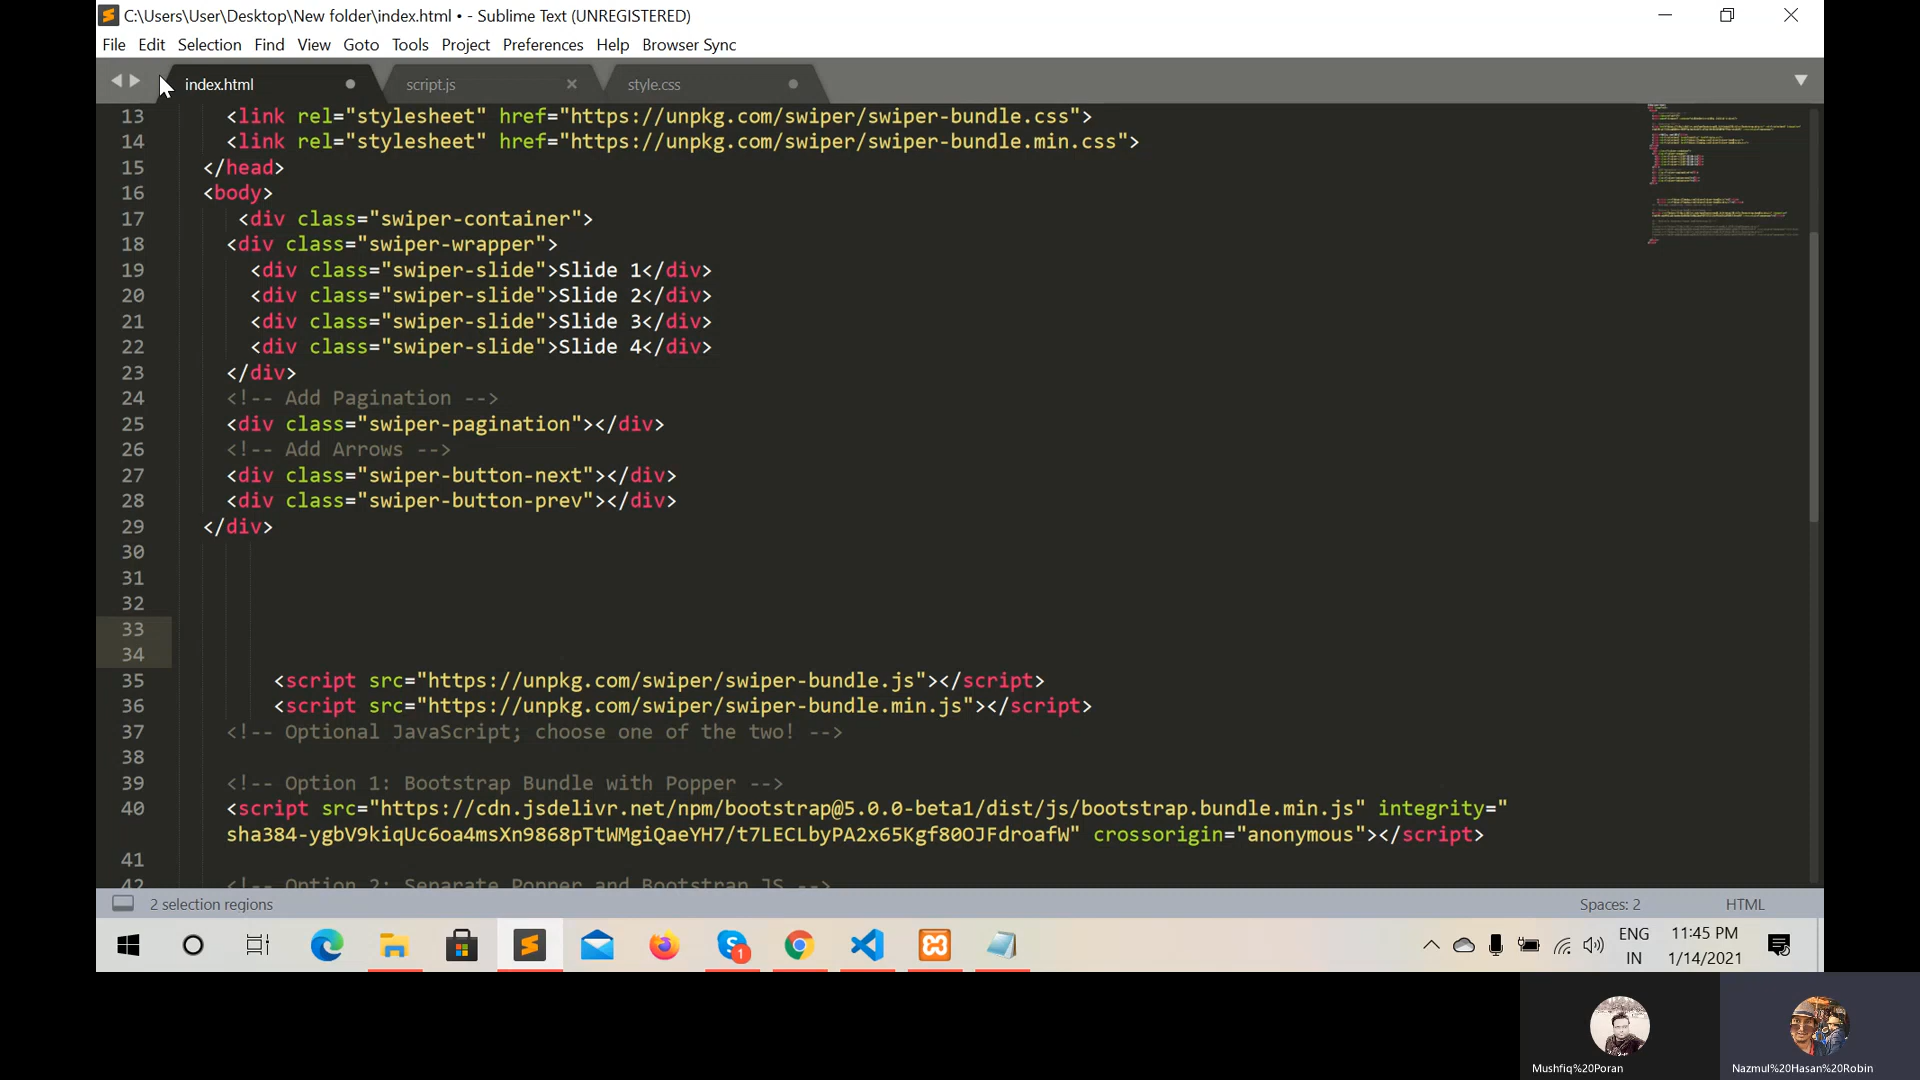 C:\Users\User\Desktop\New folder\index.html • - Sublime Text (UNREGISTERED)
File Edit Selection Find View Goto Tools Project Preferences Help Browser Sync
index.html script.js style.css
13 <link rel="stylesheet" href="https://unpkg.com/swiper/swiper-bundle.css">
14 <link rel="stylesheet" href="https://unpkg.com/swiper/swiper-bundle.min.css">
15 </head>
16 <body>
17 <div class="swiper-container">
18 <div class="swiper-wrapper">
19 <div class="swiper-slide">Slide 1</div>
20 <div class="swiper-slide">Slide 2</div>
21 <div class="swiper-slide">Slide 3</div>
22 <div class="swiper-slide">Slide 4</div>
23 </div>
24 <!-- Add Pagination -->
25 <div class="swiper-pagination"></div>
26 <!-- Add Arrows -->
27 <div class="swiper-button-next"></div>
28 <div class="swiper-button-prev"></div>
29 </div>
30
31
32
33
34
35 <script src="https://unpkg.com/swiper/swiper-bundle.js"></script>
36 <script src="https://unpkg.com/swiper/swiper-bundle.min.js"></script>
37 <!-- Optional JavaScript; choose one of the two! -->
38
39 <!-- Option 1: Bootstrap Bundle with Popper -->
40 <script src="https://cdn.jsdelivr.net/npm/bootstrap@5.0.0-beta1/dist/js/bootstrap.bundle.min.js" integrity="
sha384-ygbV9kiqUc6oa4msXn9868pTtWMgiQaeYH7/t7LECLbyPA2x65Kgf80OJFdroafW" crossorigin="anonymous"></script>
41
42 <!-- Option 2: Separate Popper and Bootstrap JS -->
2 selection regions Spaces: 2 HTML
1
ENG 11:45 PM
IN 1/14/2021
Mushfiq%20Poran Nazmul%20Hasan%20Robin